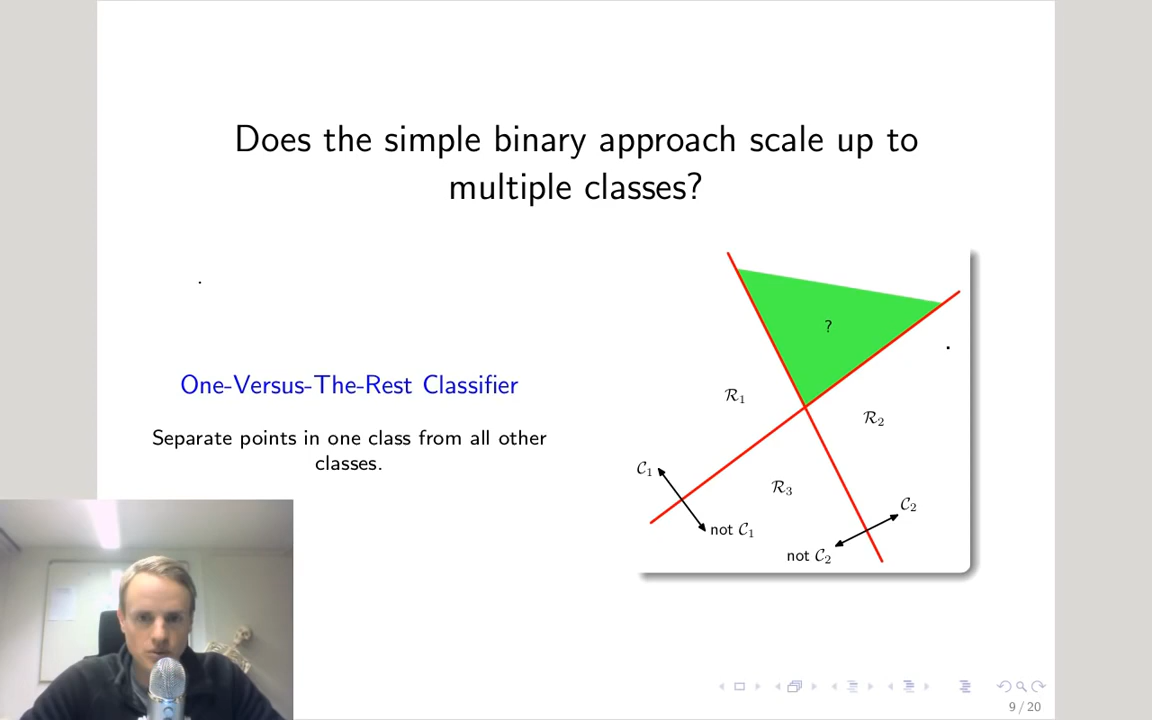 Does the simple binary approach scale up to
multiple classes?
One-Versus-The-Rest Classifier
Separate points in one class from all other
classes.
?
R₁
R₂
C₁
R₃
not C₁
C₂
not C₂
9 / 20